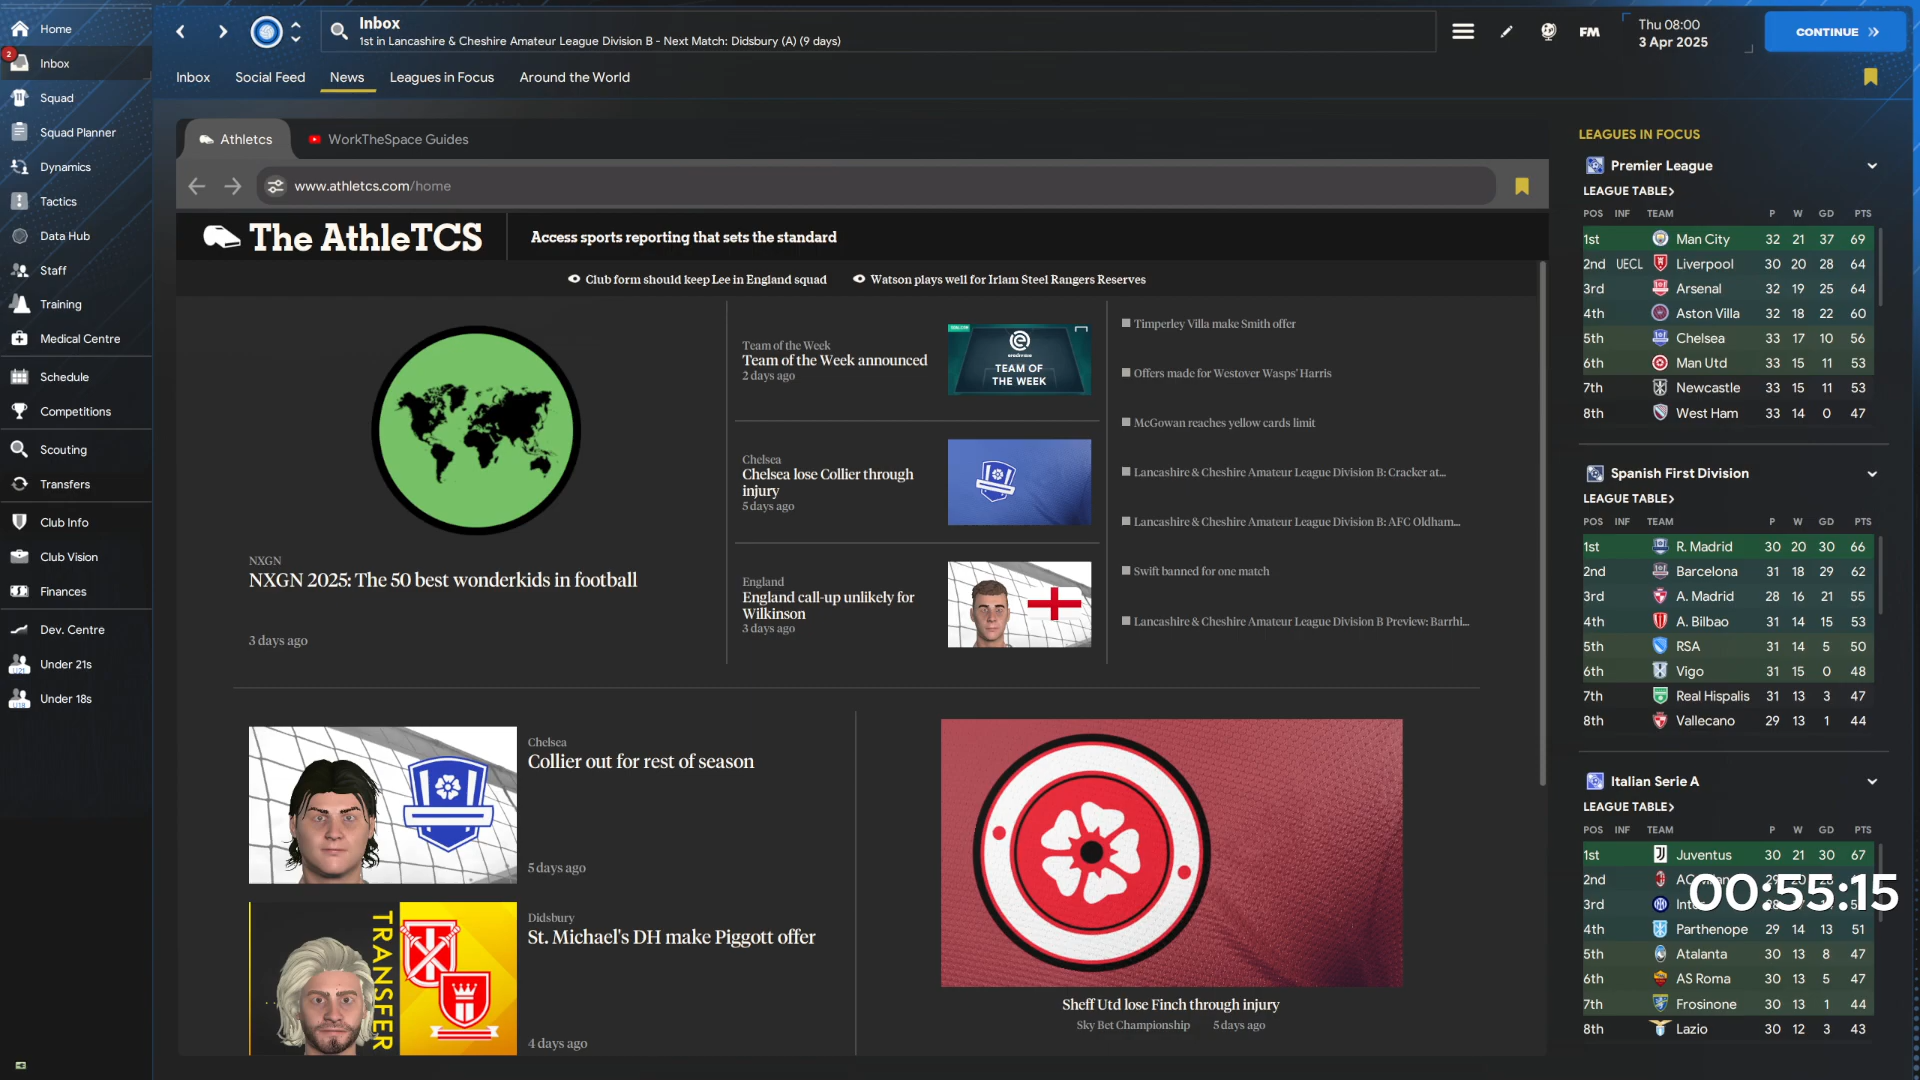 Home
2
Inbox
Squad
Squad Planner
Dynamics
Tactics
Data Hub
Staff
Training
Medical Centre
Schedule
Competitions
Scouting
Transfers
Club Info
Club Vision
Finances
Dev. Centre
Under 21s
Under 18s
Inbox
1st in Lancashire & Cheshire Amateur League Division B - Next Match: Didsbury (A) (9 days)
FM
Thu 08:00
3 Apr 2025
CONTINUE
Inbox Social Feed News Leagues in Focus Around the World
Athletcs WorkTheSpace Guides
www.athletcs.com/home
The AthleTCS Access sports reporting that sets the standard
Club form should keep Lee in England squad Watson plays well for Irlam Steel Rangers Reserves
NXGN
NXGN 2025: The 50 best wonderkids in football
3 days ago
Team of the Week
Team of the Week announced
2 days ago
TEAM OF
THE WEEK
Chelsea
Chelsea lose Collier through
injury
5 days ago
England
England call-up unlikely for
Wilkinson
3 days ago
Timperley Villa make Smith offer
Offers made for Westover Wasps' Harris
McGowan reaches yellow cards limit
Lancashire & Cheshire Amateur League Division B: Cracker at...
Lancashire & Cheshire Amateur League Division B: AFC Oldham...
Swift banned for one match
Lancashire & Cheshire Amateur League Division B Preview: Barrhi...
Chelsea
Collier out for rest of season
5 days ago
TRANSFER
Didsbury
St. Michael's DH make Piggott offer
4 days ago
Sheff Utd lose Finch through injury
Sky Bet Championship 5 days ago
LEAGUES IN FOCUS
Premier League
LEAGUE TABLE>
POS INF TEAM P W GD PTS
1st Man City 32 21 37 69
2nd UECL Liverpool 30 20 28 64
3rd Arsenal 32 19 25 64
4th Aston Villa 32 18 22 60
5th Chelsea 33 17 10 56
6th Man Utd 33 15 11 53
7th Newcastle 33 15 11 53
8th West Ham 33 14 0 47
Spanish First Division
LEAGUE TABLE>
POS INF TEAM P W GD PTS
1st R. Madrid 30 20 30 66
2nd Barcelona 31 18 29 62
3rd A. Madrid 28 16 21 55
4th A. Bilbao 31 14 15 53
5th RSA 31 14 5 50
6th Vigo 31 15 0 48
7th Real Hispalis 31 13 3 47
8th Vallecano 29 13 1 44
Italian Serie A
LEAGUE TABLE>
POS INF TEAM P W GD PTS
1st Juventus 30 21 30 67
2nd
3rd
00:55:15
4th Parthenope 29 14 13 51
5th Atalanta 30 13 8 47
6th AS Roma 30 13 5 47
7th Frosinone 30 13 1 44
8th Lazio 30 12 3 43